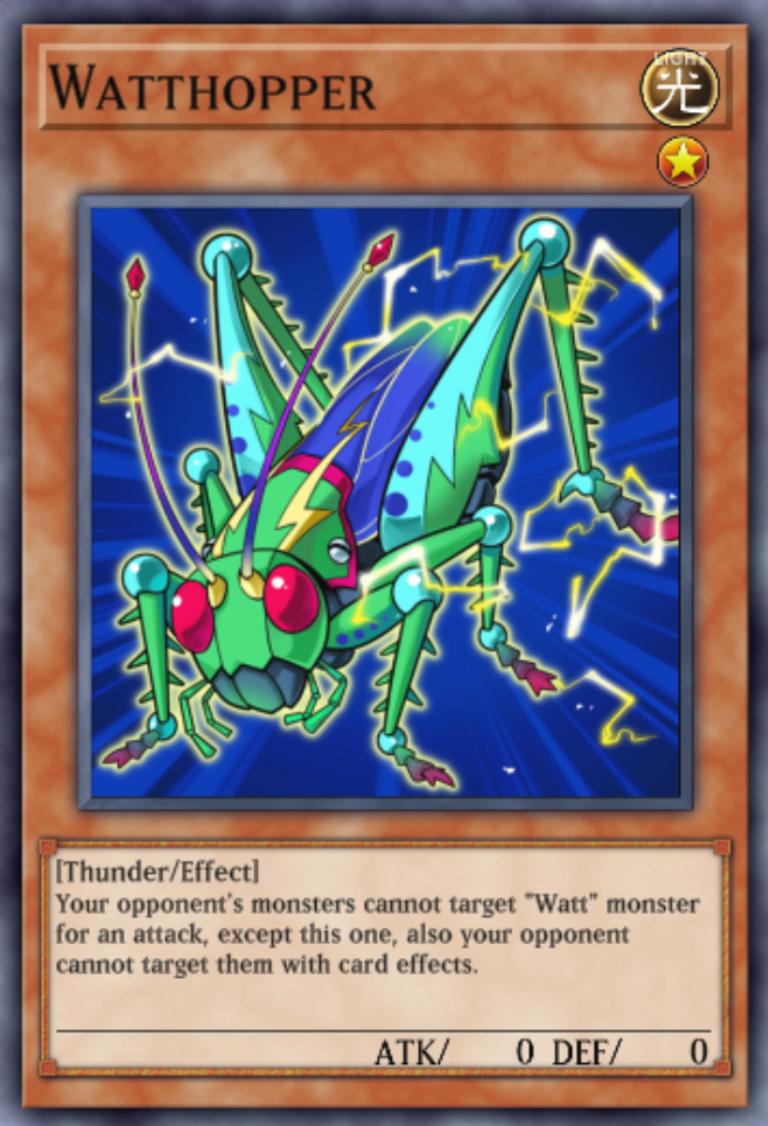 WATTHOPPER
LIGHT
光
[Thunder/Effect]
Your opponent's monsters cannot target "Watt" monster
for an attack, except this one, also your opponent
cannot target them with card effects.
ATK/ 0 DEF/ 0